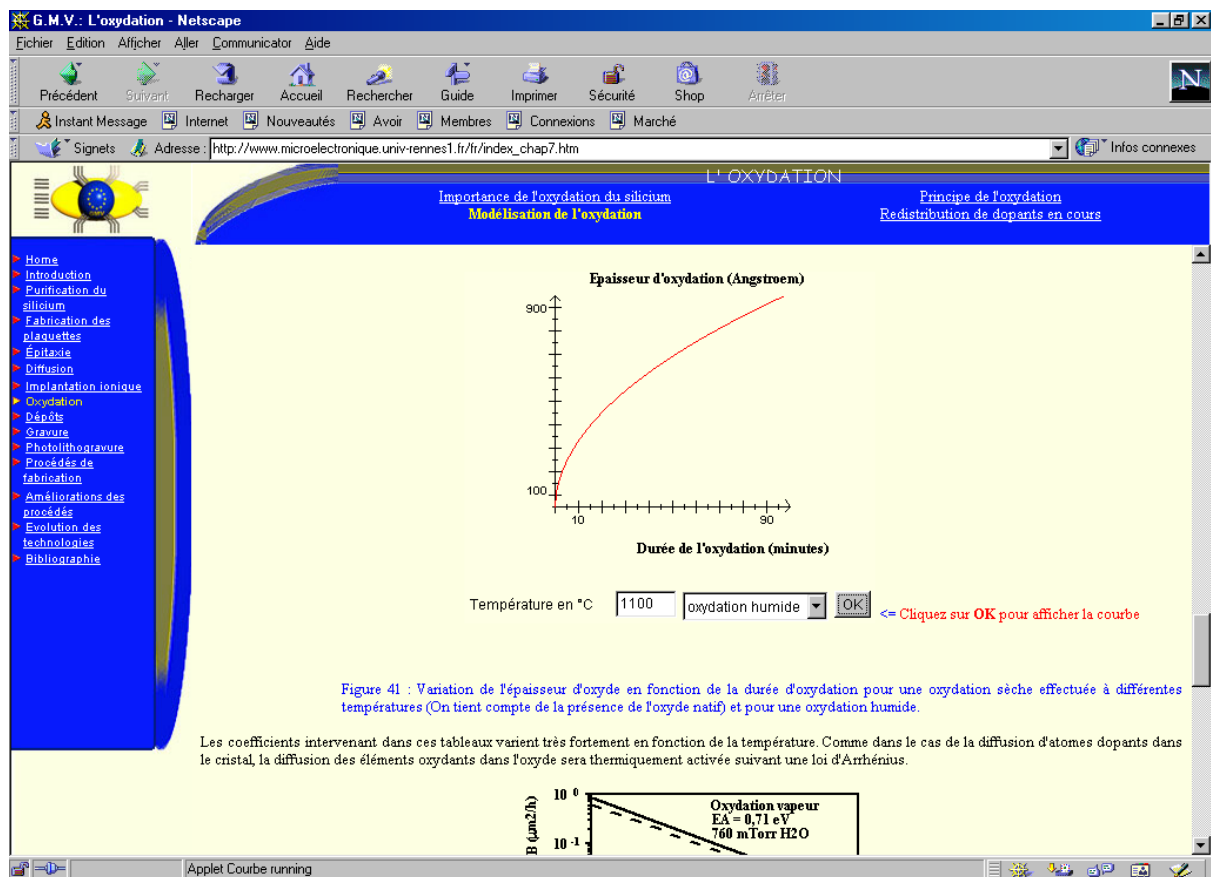 G.M.V.: L'oxydation - Netscape
Fichier Edition Afficher Aller Communicator Aide
Précédent Suivant Recharger Accueil Rechercher Guide Imprimer Sécurité Shop Arrêter
N
Instant Message Internet Nouveautés Avoir Membres Connexions Marché
Signets Adresse : http://www.microelectronique.univ-rennes1.fr/fr/index_chap7.htm Infos connexes
GMV
L' OXYDATION
Importance de l'oxydation du silicium Principe de l'oxydation
Modélisation de l'oxydation Redistribution de dopants en cours
Home
Introduction
Purification du
silicium
Fabrication des
plaquettes
Épitaxie
Diffusion
Implantation ionique
Oxydation
Dépôts
Gravure
Photolithogravure
Procédés de
fabrication
Améliorations des
procédés
Evolution des
technologies
Bibliographie
Epaisseur d'oxydation (Angstroem)
900
100
10 90
Durée de l'oxydation (minutes)
Température en °C 1100 oxydation humide OK <= Cliquez sur OK pour afficher la courbe
Figure 41 : Variation de l'épaisseur d'oxyde en fonction de la durée d'oxydation pour une oxydation sèche effectuée à différentes
températures (On tient compte de la présence de l'oxyde natif) et pour une oxydation humide.
Les coefficients intervenant dans ces tableaux varient très fortement en fonction de la température. Comme dans le cas de la diffusion d'atomes dopants dans
le cristal, la diffusion des éléments oxydants dans l'oxyde sera thermiquement activée suivant une loi d'Arrhénius.
10 0
Oxydation vapeur
EA = 0,71 eV
760 mTorr H2O
10 -1
B (µm2/h)
Applet Courbe running